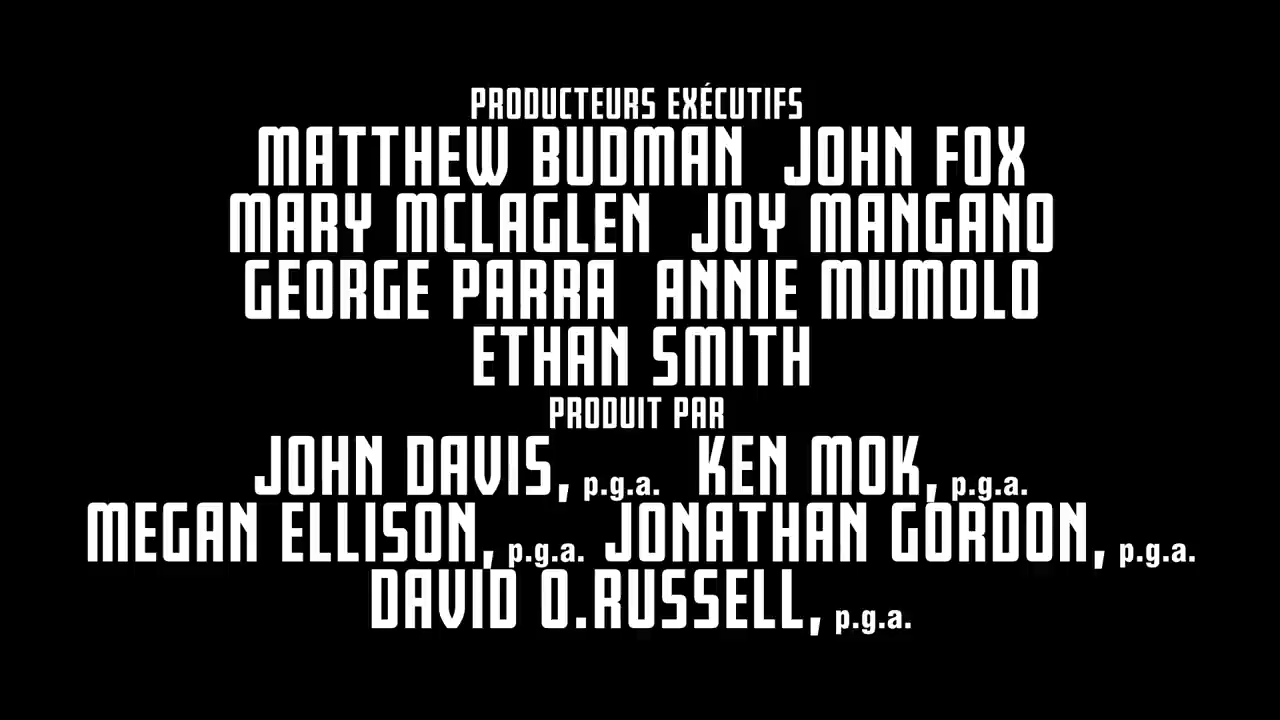 PRODUCTEURS EXÉCUTIFS
MATTHEW BUDMAN JOHN FOX
MARY MCLAGLEN JOY MANGANO
GEORGE PARRA ANNIE MUMOLO
ETHAN SMITH
PRODUIT PAR
JOHN DAVIS, p.g.a. KEN MOK, p.g.a.
MEGAN ELLISON, p.g.a. JONATHAN GORDON, p.g.a.
DAVID O.RUSSELL, p.g.a.